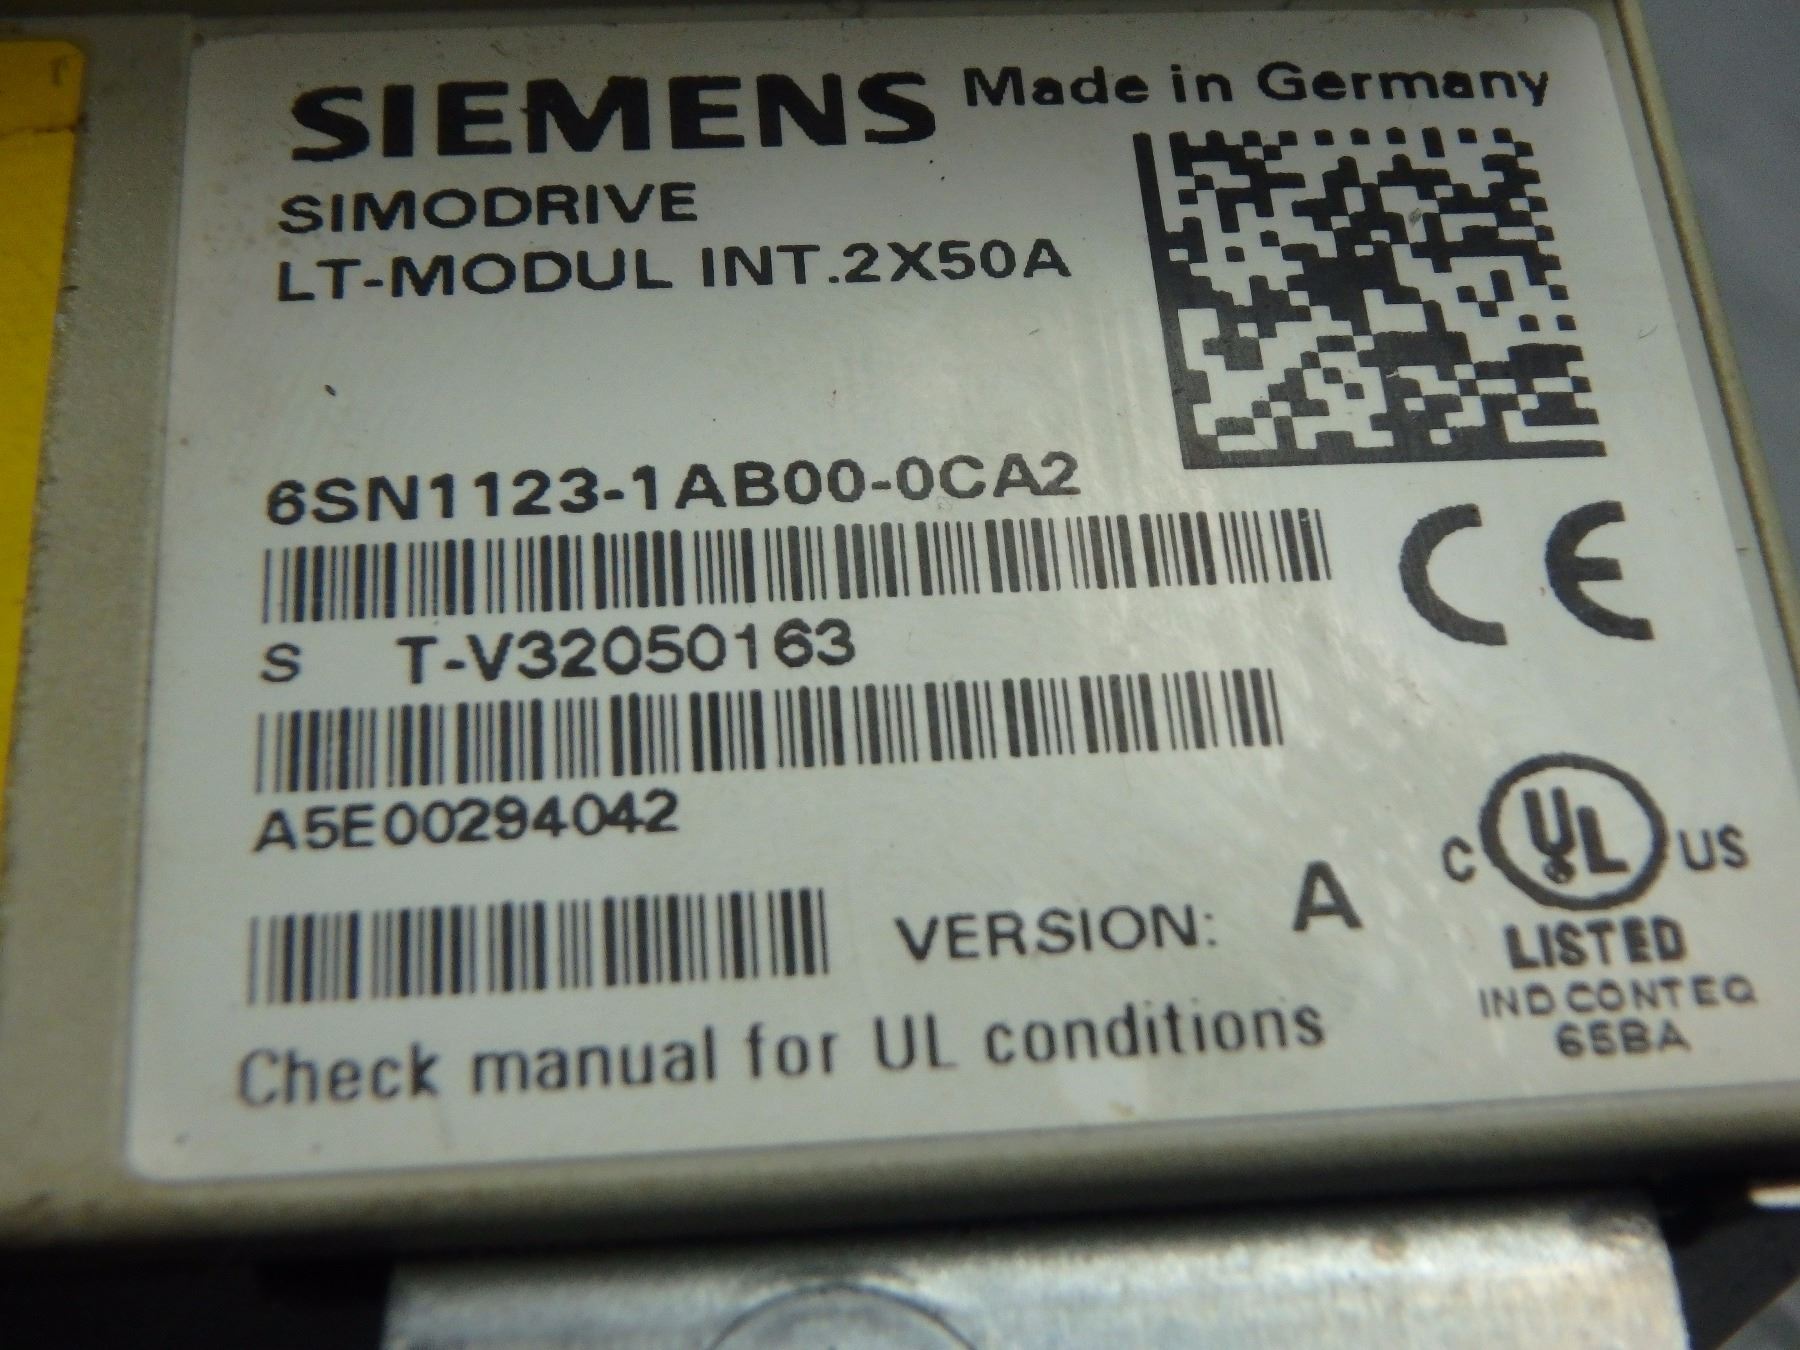 SIEMENS Made in Germany
SIMODRIVE
LT-MODUL INT.2X50A
6SN1123-1AB00-0CA2
S T-V32050163
A5E00294042
VERSION: A
Check manual for UL conditions
CE
C UL US
LISTED
IND CONT EQ
65BA